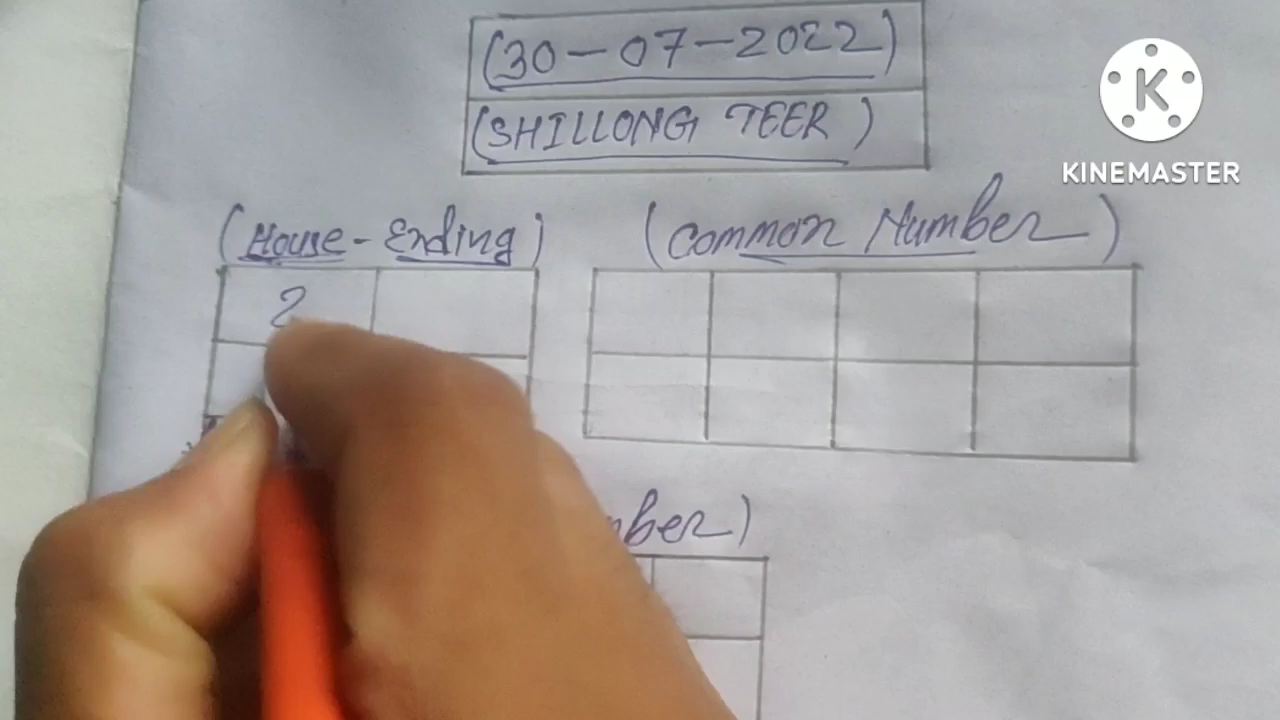 (30-07-2022)
(SHILLONG TEER)
K
KINEMASTER
(House-Ending) (Common Number)
2